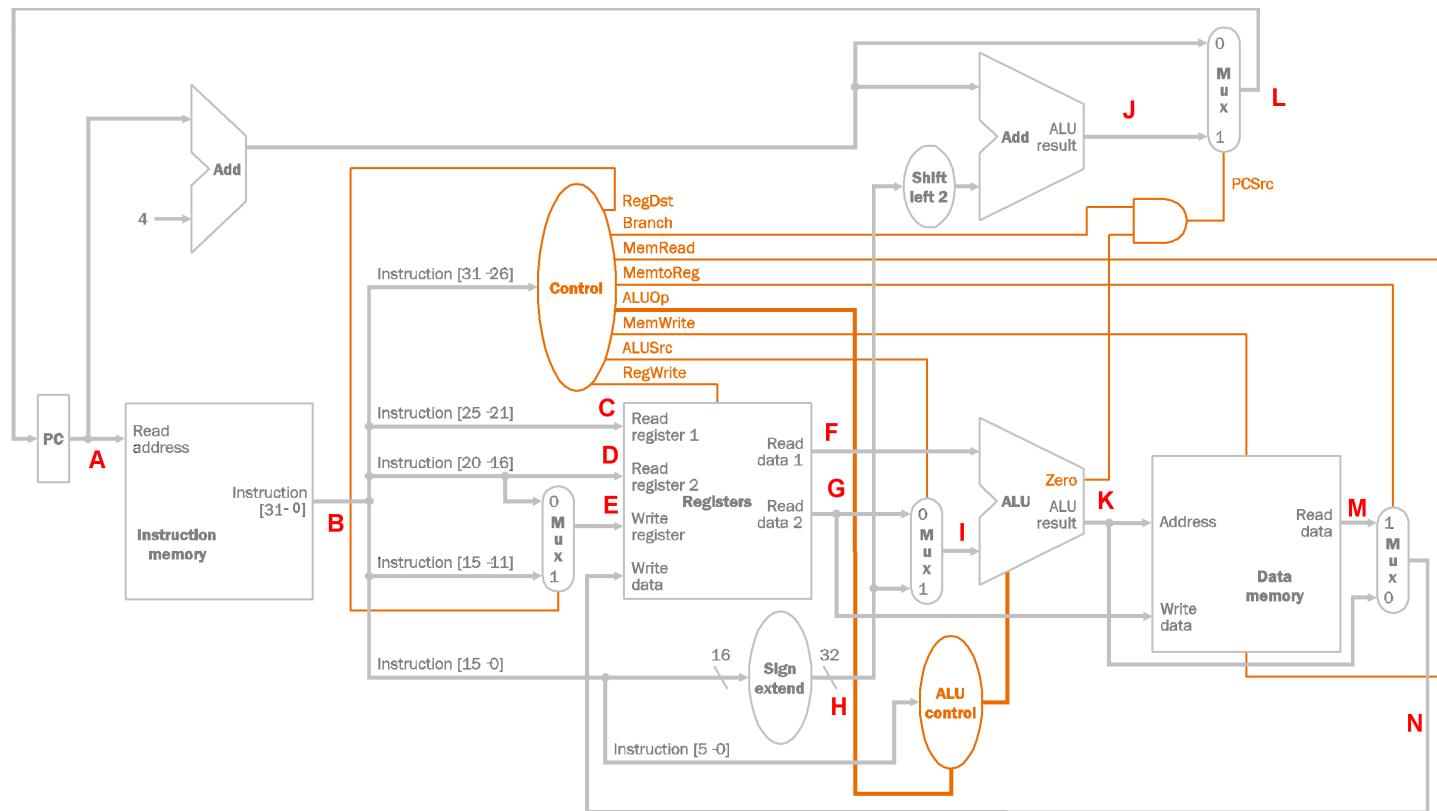 0
M
u
x
1
L
J
Add
ALU
result
Add
Shift
left 2
4
PCSrc
RegDst
Branch
MemRead
MemtoReg
ALUOp
MemWrite
ALUSrc
RegWrite
Control
Instruction [31 -26]
Instruction [25 -21]
Instruction [20 -16]
Instruction [15 -11]
Instruction [15 -0]
Instruction [5 -0]
PC
A
Read
address
Instruction
[31- 0]
Instruction
memory
B
C
D
E
0
M
u
x
1
Read
register 1
Read
register 2
Write
register
Write
data
Registers
Read
data 1
Read
data 2
F
G
0
M
u
x
1
I
Zero
ALU
ALU
result
K
Address
Write
data
Read
data
Data
memory
M
1
M
u
x
0
N
16
Sign
extend
32
H
ALU
control